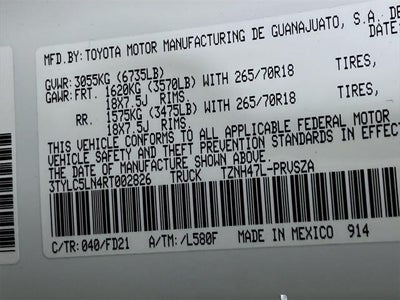 MFD.BY: TOYOTA MOTOR MANUFACTURING DE GUANAJUATO, S.A. DE
DATE:
GVWR: 3055KG (6735LB)
GAWR: FRT. 1620KG (3570LB) WITH 265/70R18 TIRES,
18X7.5J RIMS
RR. 1575KG (3475LB) WITH 265/70R18 TIRES,
18X7.5J RIMS
THIS VEHICLE CONFORMS TO ALL APPLICABLE FEDERAL MOTOR
VEHICLE SAFETY AND THEFT PREVENTION STANDARDS IN EFFEC
THE DATE OF MANUFACTURE SHOWN ABOVE.
3TYLC5LN4RT002826 TRUCK TZNH47L-PRVSZA
C/TR: 040/FD21 A/TM: /L580F MADE IN MEXICO 914